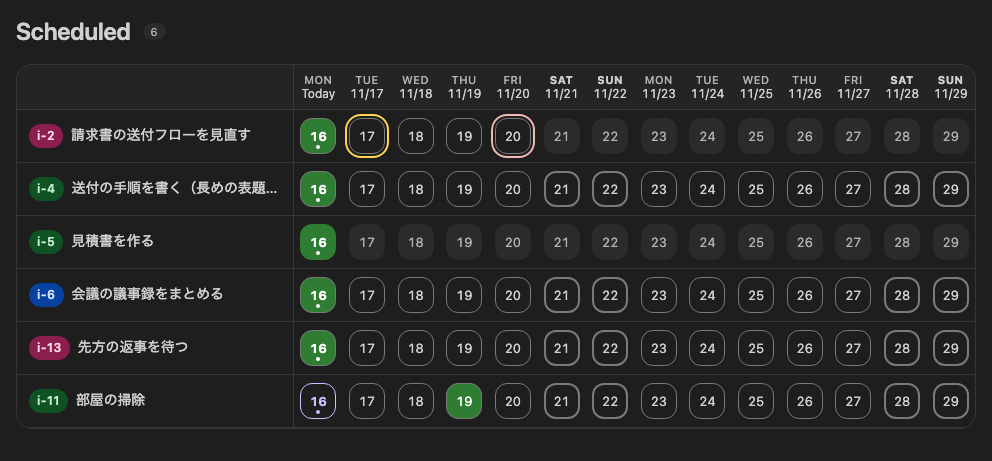 Scheduled 6
MON TUE WED THU FRI SAT SUN MON TUE WED THU FRI SAT SUN
Today 11/17 11/18 11/19 11/20 11/21 11/22 11/23 11/24 11/25 11/26 11/27 11/28 11/29
i-2 請求書の送付フローを見直す 16 17 18 19 20 21 22 23 24 25 26 27 28 29
i-4 送付の手順を書く（長めの表題... 16 17 18 19 20 21 22 23 24 25 26 27 28 29
i-5 見積書を作る 16 17 18 19 20 21 22 23 24 25 26 27 28 29
i-6 会議の議事録をまとめる 16 17 18 19 20 21 22 23 24 25 26 27 28 29
i-13 先方の返事を待つ 16 17 18 19 20 21 22 23 24 25 26 27 28 29
i-11 部屋の掃除 16 17 18 19 20 21 22 23 24 25 26 27 28 29